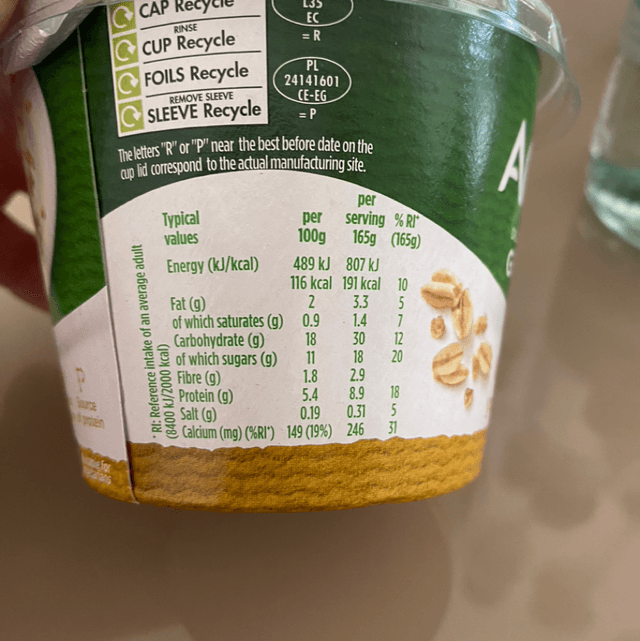 CAP Recycle
RINSE
CUP Recycle
FOILS Recycle
REMOVE SLEEVE
SLEEVE Recycle
L35
EC
= R
PL
24141601
CE-EG
= P
The letters "R" or "P" near the best before date on the
cup lid correspond to the actual manufacturing site.
Typical values per 100g per serving 165g % RI* (165g)
Energy (kJ/kcal) 489 kJ 807 kJ
116 kcal 191 kcal 10
Fat (g) 2 3.3 5
of which saturates (g) 0.9 1.4 7
Carbohydrate (g) 18 30 12
of which sugars (g) 11 18 20
Fibre (g) 1.8 2.9
Protein (g) 5.4 8.9 18
Salt (g) 0.19 0.31 5
Calcium (mg) (%RI*) 149 (19%) 246 31
* RI: Reference intake of an average adult
(8400 kJ/2000 kcal)
A
G
protein